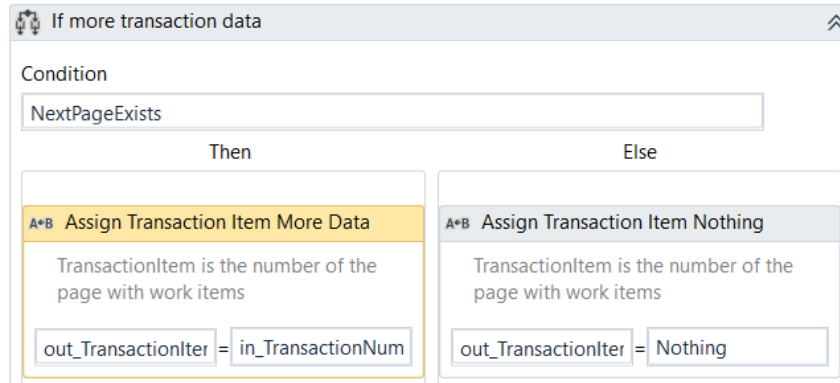 If more transaction data
Condition
NextPageExists
Then
Else
A+B Assign Transaction Item More Data
TransactionItem is the number of the
page with work items
out_TransactionIter = in_TransactionNum
A+B Assign Transaction Item Nothing
TransactionItem is the number of the
page with work items
out_TransactionIter = Nothing